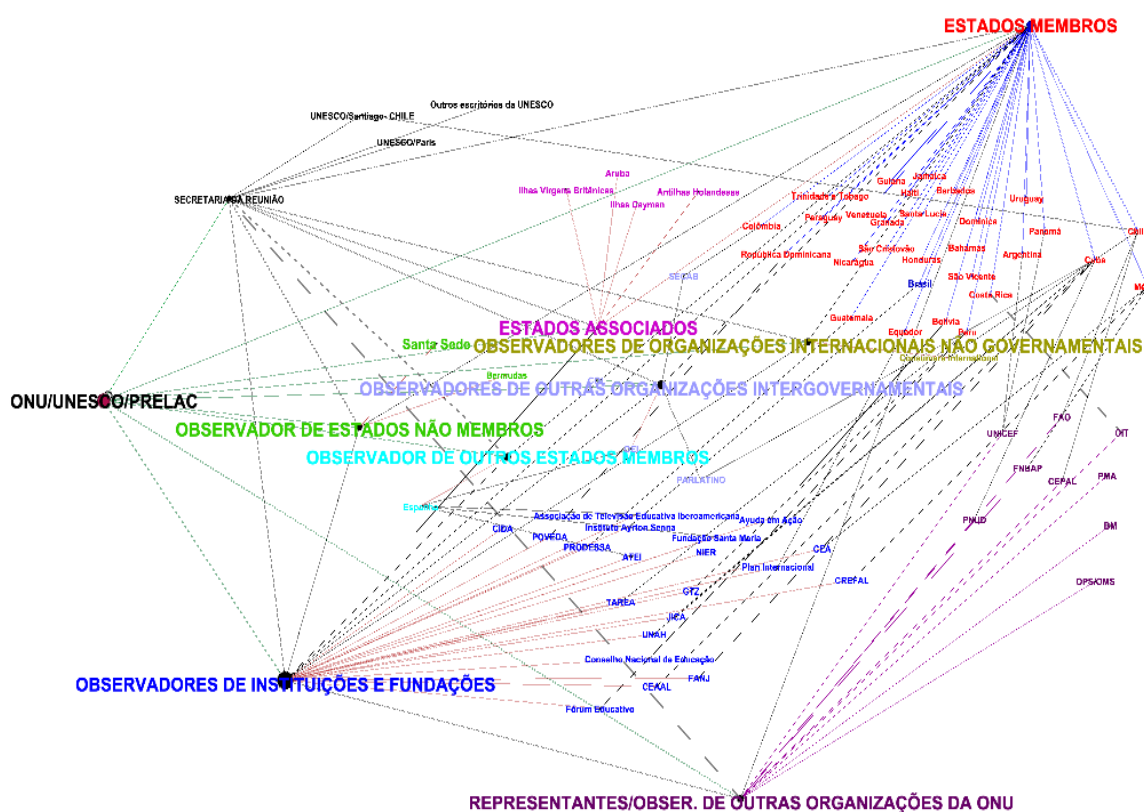 ESTADOS MEMBROS
Outros escritórios da UNESCO
UNESCO/Santiago- CHILE
UNESCO/Paris
Aruba
Ilhas Virgens Britânicas
Antilhas Holandesas
Ilhas Cayman
SECRETARIA DA REUNIÃO
Guiana
Jamaica
Haiti
Barbados
Trinidade e Tobago
Uruguay
Paraguay
Venezuela
Granada
Santa Lucia
Dominica
Colômbia
Panamá
República Dominicana
São Cristovão
Bahamas
Argentina
Nicarágua
Honduras
Cuba
São Vicente
SECAB
Brasil
Costa Rica
Guatemala
Bolivia
Equador
Peru
ESTADOS ASSOCIADOS
Santa Sede
OBSERVADORES DE ORGANIZAÇÕES INTERNACIONAIS NÃO GOVERNAMENTAIS
Bermudas
OBSERVADORES DE OUTRAS ORGANIZAÇÕES INTERGOVERNAMENTAIS
ONU/UNESCO/PRELAC
OBSERVADOR DE ESTADOS NÃO MEMBROS
OBSERVADOR DE OUTROS ESTADOS MEMBROS
FAO
UNICEF
OIT
FNUAP
CEPAL
PMA
PARLATINO
PNUD
BM
OPS/OMS
CIDA
Associação de Televisão Educativa Iberoamericana
Instituto Ayrton Senna
Ayuda em Ação
POVEDA
Fundação Santa Maria
PRODESSA
ATEI
NIER
CEA
Plan Internacional
CREFAL
GTZ
TAREA
JICA
UNAH
Conselho Nacional de Educação
FANJ
CEAAL
OBSERVADORES DE INSTITUIÇÕES E FUNDAÇÕES
Fórum Educativo
REPRESENTANTES/OBSER. DE OUTRAS ORGANIZAÇÕES DA ONU